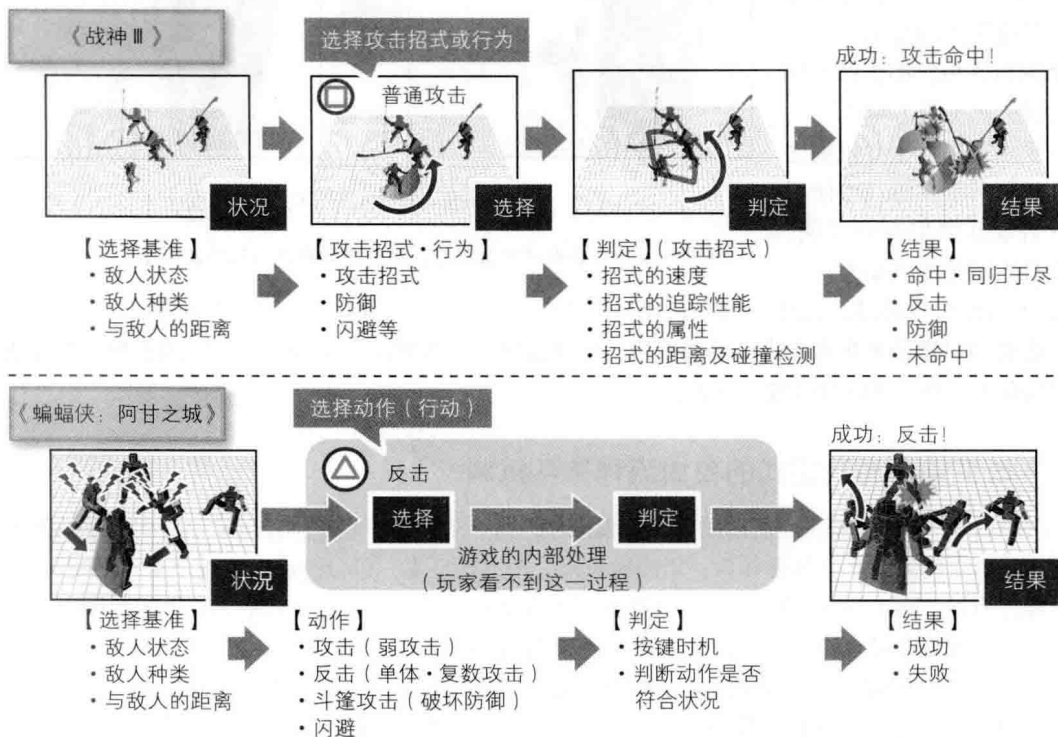 《战神Ⅲ》
选择攻击招式或行为
普通攻击
成功：攻击命中！
状况
选择
判定
结果
【选择基准】
・敌人状态
・敌人种类
・与敌人的距离
【攻击招式・行为】
・攻击招式
・防御
・闪避等
【判定】（攻击招式）
・招式的速度
・招式的追踪性能
・招式的属性
・招式的距离及碰撞检测
【结果】
・命中・同归于尽
・反击
・防御
・未命中
《蝙蝠侠：阿甘之城》
选择动作（行动）
反击
选择
判定
游戏的内部处理
（玩家看不到这一过程）
成功：反击！
状况
结果
【选择基准】
・敌人状态
・敌人种类
・与敌人的距离
【动作】
・攻击（弱攻击）
・反击（单体・复数攻击）
・斗篷攻击（破坏防御）
・闪避
【判定】
・按键时机
・判断动作是否
符合状况
【结果】
・成功
・失败